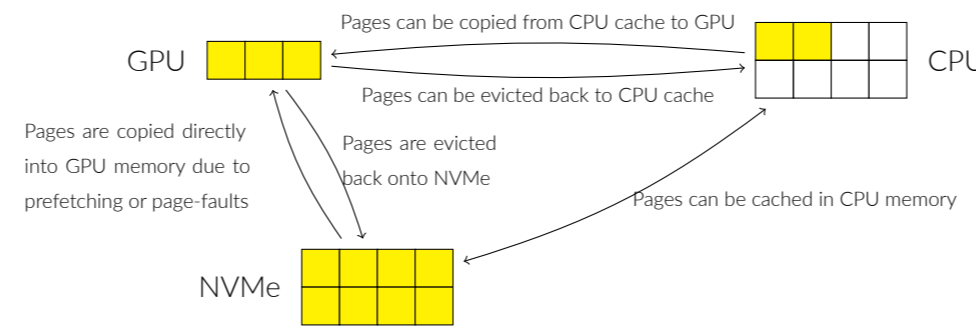 Pages can be copied from CPU cache to GPU
GPU
CPU
Pages can be evicted back to CPU cache
Pages are copied directly
into GPU memory due to
prefetching or page-faults
Pages are evicted
back onto NVMe
Pages can be cached in CPU memory
NVMe